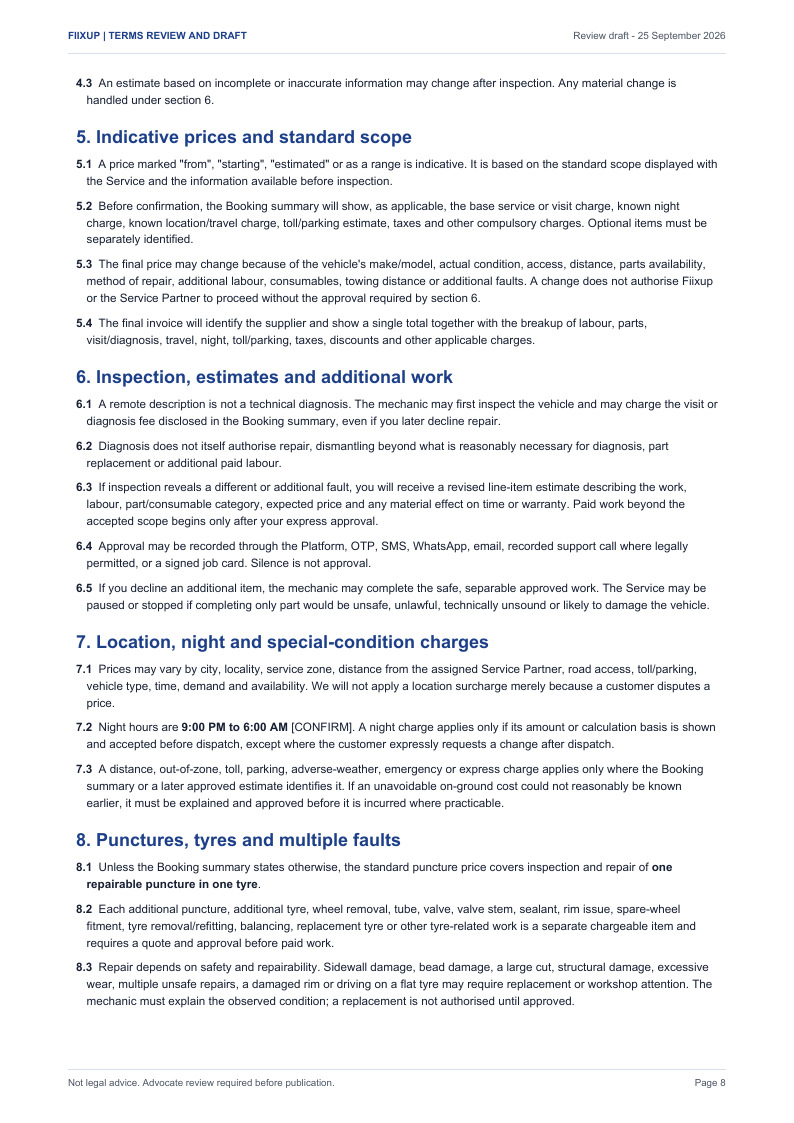 FIIXUP | TERMS REVIEW AND DRAFT
Review draft - 25 September 2026
4.3 An estimate based on incomplete or inaccurate information may change after inspection. Any material change is
handled under section 6.
5. Indicative prices and standard scope
5.1 A price marked "from", "starting", "estimated" or as a range is indicative. It is based on the standard scope displayed with
the Service and the information available before inspection.
5.2 Before confirmation, the Booking summary will show, as applicable, the base service or visit charge, known night
charge, known location/travel charge, toll/parking estimate, taxes and other compulsory charges. Optional items must be
separately identified.
5.3 The final price may change because of the vehicle's make/model, actual condition, access, distance, parts availability,
method of repair, additional labour, consumables, towing distance or additional faults. A change does not authorise Fiixup
or the Service Partner to proceed without the approval required by section 6.
5.4 The final invoice will identify the supplier and show a single total together with the breakup of labour, parts,
visit/diagnosis, travel, night, toll/parking, taxes, discounts and other applicable charges.
6. Inspection, estimates and additional work
6.1 A remote description is not a technical diagnosis. The mechanic may first inspect the vehicle and may charge the visit or
diagnosis fee disclosed in the Booking summary, even if you later decline repair.
6.2 Diagnosis does not itself authorise repair, dismantling beyond what is reasonably necessary for diagnosis, part
replacement or additional paid labour.
6.3 If inspection reveals a different or additional fault, you will receive a revised line-item estimate describing the work,
labour, part/consumable category, expected price and any material effect on time or warranty. Paid work beyond the
accepted scope begins only after your express approval.
6.4 Approval may be recorded through the Platform, OTP, SMS, WhatsApp, email, recorded support call where legally
permitted, or a signed job card. Silence is not approval.
6.5 If you decline an additional item, the mechanic may complete the safe, separable approved work. The Service may be
paused or stopped if completing only part would be unsafe, unlawful, technically unsound or likely to damage the vehicle.
7. Location, night and special-condition charges
7.1 Prices may vary by city, locality, service zone, distance from the assigned Service Partner, road access, toll/parking,
vehicle type, time, demand and availability. We will not apply a location surcharge merely because a customer disputes a
price.
7.2 Night hours are 9:00 PM to 6:00 AM [CONFIRM]. A night charge applies only if its amount or calculation basis is shown
and accepted before dispatch, except where the customer expressly requests a change after dispatch.
7.3 A distance, out-of-zone, toll, parking, adverse-weather, emergency or express charge applies only where the Booking
summary or a later approved estimate identifies it. If an unavoidable on-ground cost could not reasonably be known
earlier, it must be explained and approved before it is incurred where practicable.
8. Punctures, tyres and multiple faults
8.1 Unless the Booking summary states otherwise, the standard puncture price covers inspection and repair of one
repairable puncture in one tyre.
8.2 Each additional puncture, additional tyre, wheel removal, tube, valve, valve stem, sealant, rim issue, spare-wheel
fitment, tyre removal/refitting, balancing, replacement tyre or other tyre-related work is a separate chargeable item and
requires a quote and approval before paid work.
8.3 Repair depends on safety and repairability. Sidewall damage, bead damage, a large cut, structural damage, excessive
wear, multiple unsafe repairs, a damaged rim or driving on a flat tyre may require replacement or workshop attention. The
mechanic must explain the observed condition; a replacement is not authorised until approved.
Not legal advice. Advocate review required before publication.
Page 8